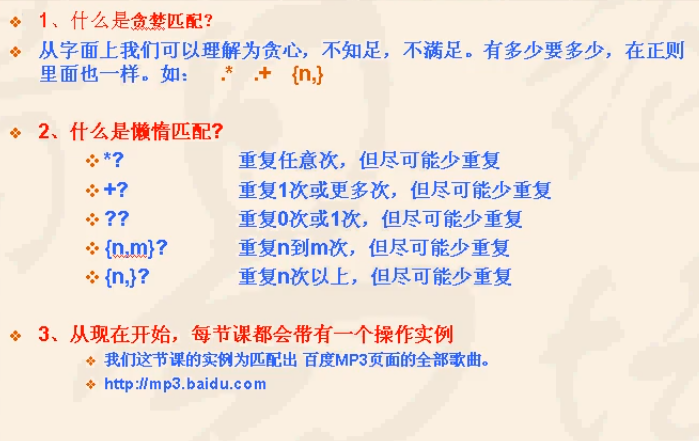 1、什么是贪婪匹配?
从字面上我们可以理解为贪心，不知足，不满足。有多少要多少，在正则
里面也一样。如： .* .+ {n,}
2、什么是懒惰匹配?
*? 重复任意次，但尽可能少重复
+? 重复1次或更多次，但尽可能少重复
?? 重复0次或1次，但尽可能少重复
{n,m}? 重复n到m次，但尽可能少重复
{n,}? 重复n次以上，但尽可能少重复
3、从现在开始，每节课都会带有一个操作实例
我们这节课的实例为匹配出 百度MP3页面的全部歌曲。
http://mp3.baidu.com